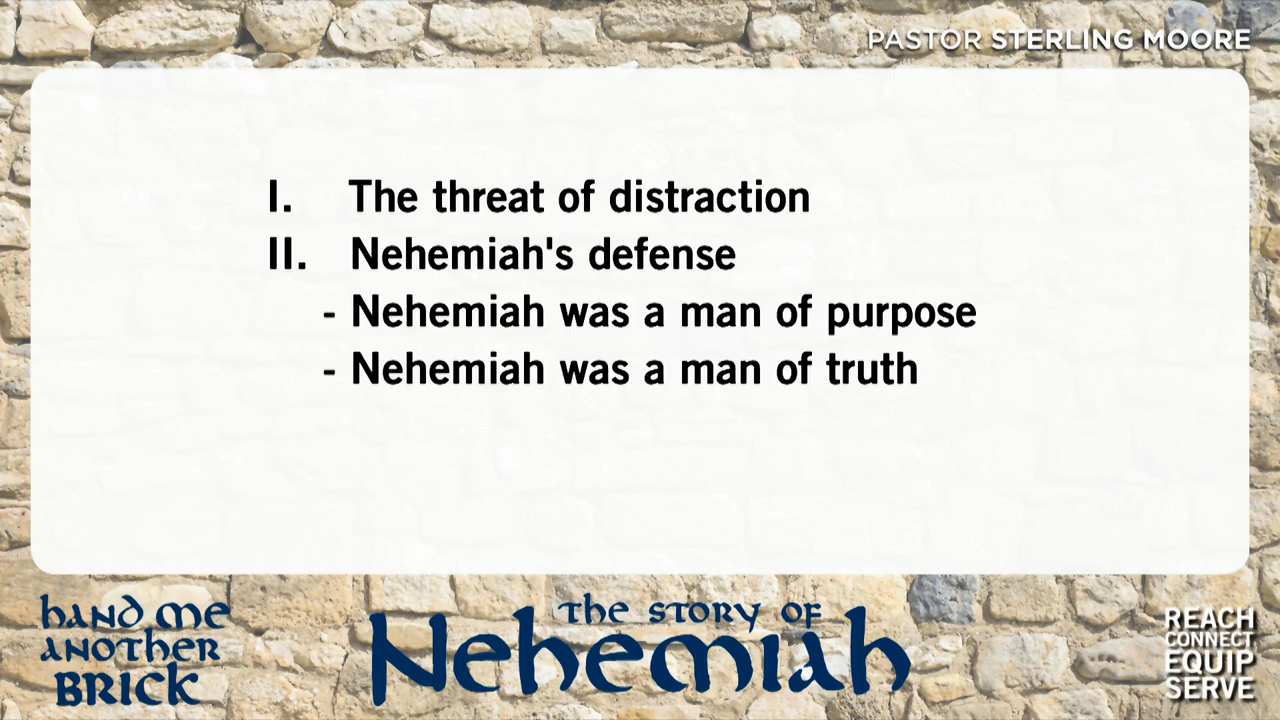 PASTOR STERLING MOORE
I. The threat of distraction
II. Nehemiah's defense
- Nehemiah was a man of purpose
- Nehemiah was a man of truth
hand me
another
BRICK
the story of
Nehemiah
REACH
CONNECT
EQUIP
SERVE